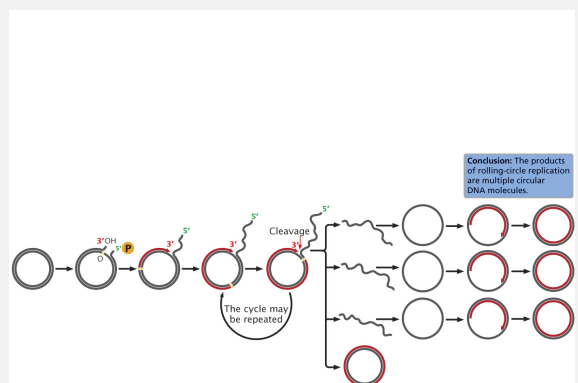 Conclusion: The products
of rolling-circle replication
are multiple circular
DNA molecules.
3′OH
5′
P
O
3′
5′
3′
5′
Cleavage
3′
5′
The cycle may
be repeated